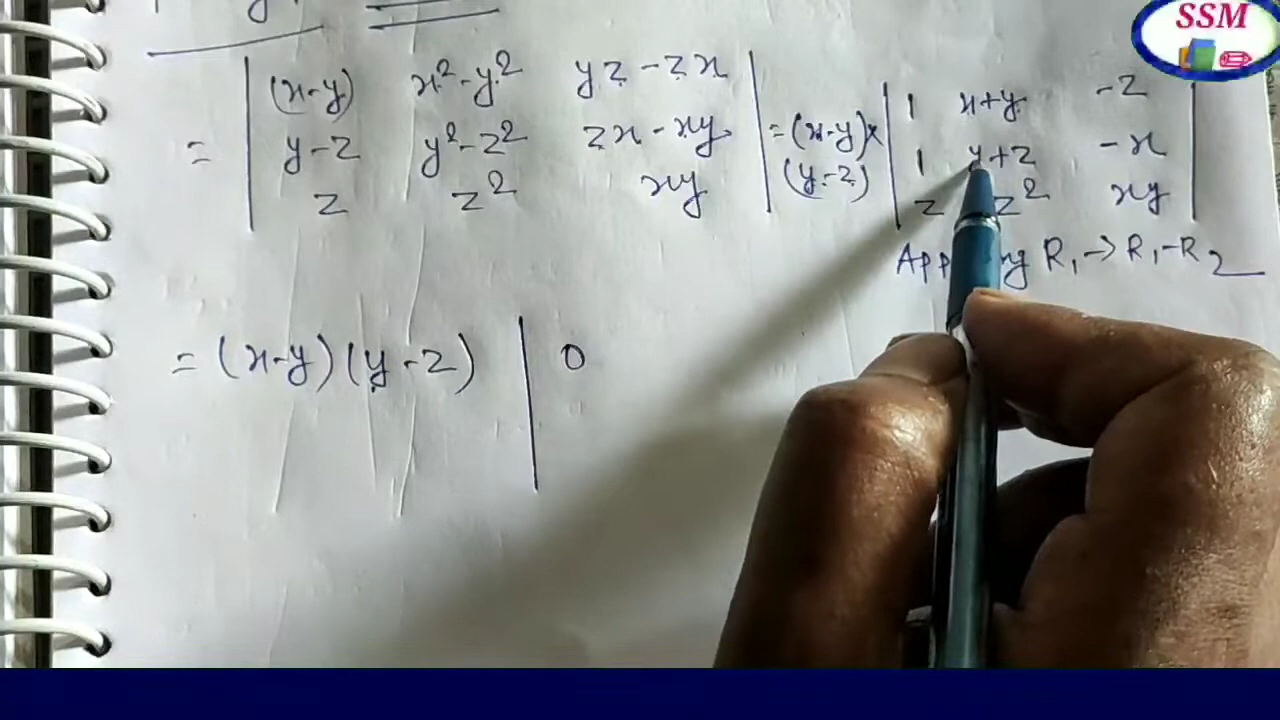 SSM
= | (x-y) x²-y² yz-zx | = (x-y)× | 1 x+y -z |
| y-z y²-z² zx-xy | (y-z) | 1 y+z -x |
| z z² xy | | z z² xy |
R₁→R₁-R₂
= (x-y)(y-z) | 0